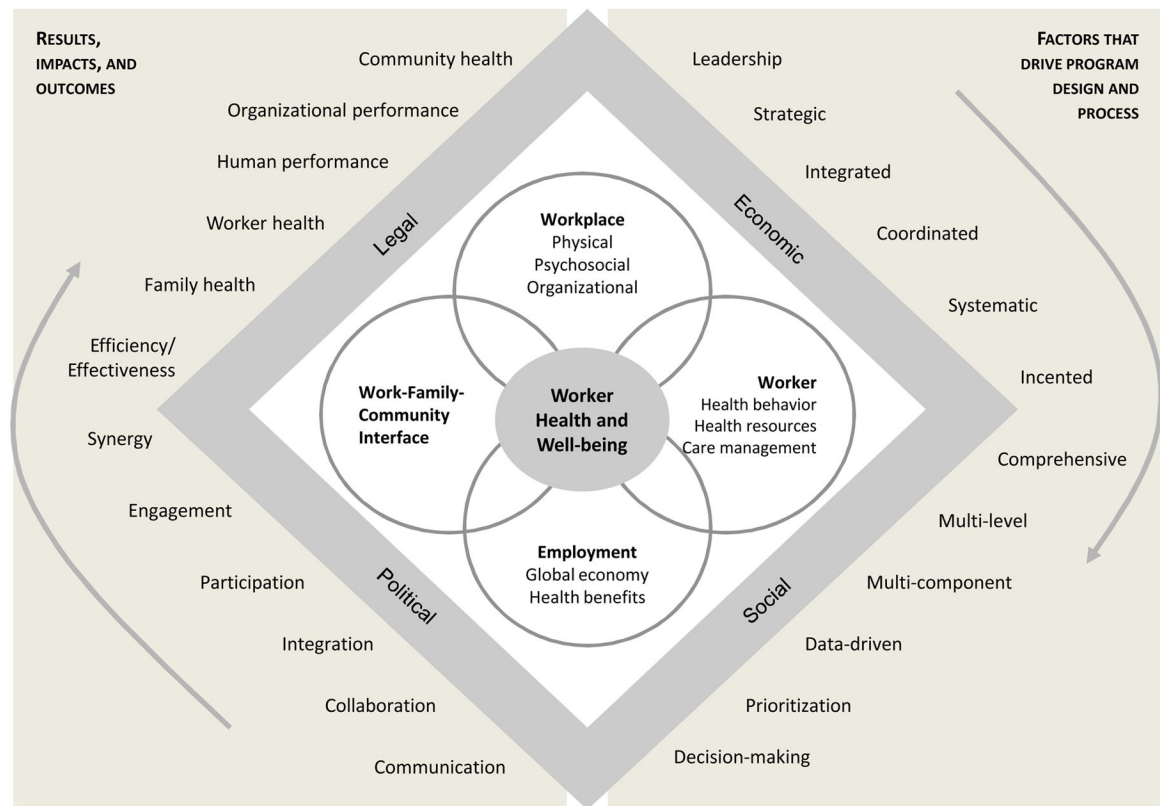 RESULTS,
IMPACTS, AND
OUTCOMES
Community health
Organizational performance
Human performance
Worker health
Family health
Efficiency/
Effectiveness
Synergy
Engagement
Participation
Integration
Collaboration
Communication
Legal
Economic
Political
Social
Workplace
Physical
Psychosocial
Organizational
Work-Family-
Community
Interface
Worker
Health and
Well-being
Worker
Health behavior
Health resources
Care management
Employment
Global economy
Health benefits
FACTORS THAT
DRIVE PROGRAM
DESIGN AND
PROCESS
Leadership
Strategic
Integrated
Coordinated
Systematic
Incented
Comprehensive
Multi-level
Multi-component
Data-driven
Prioritization
Decision-making